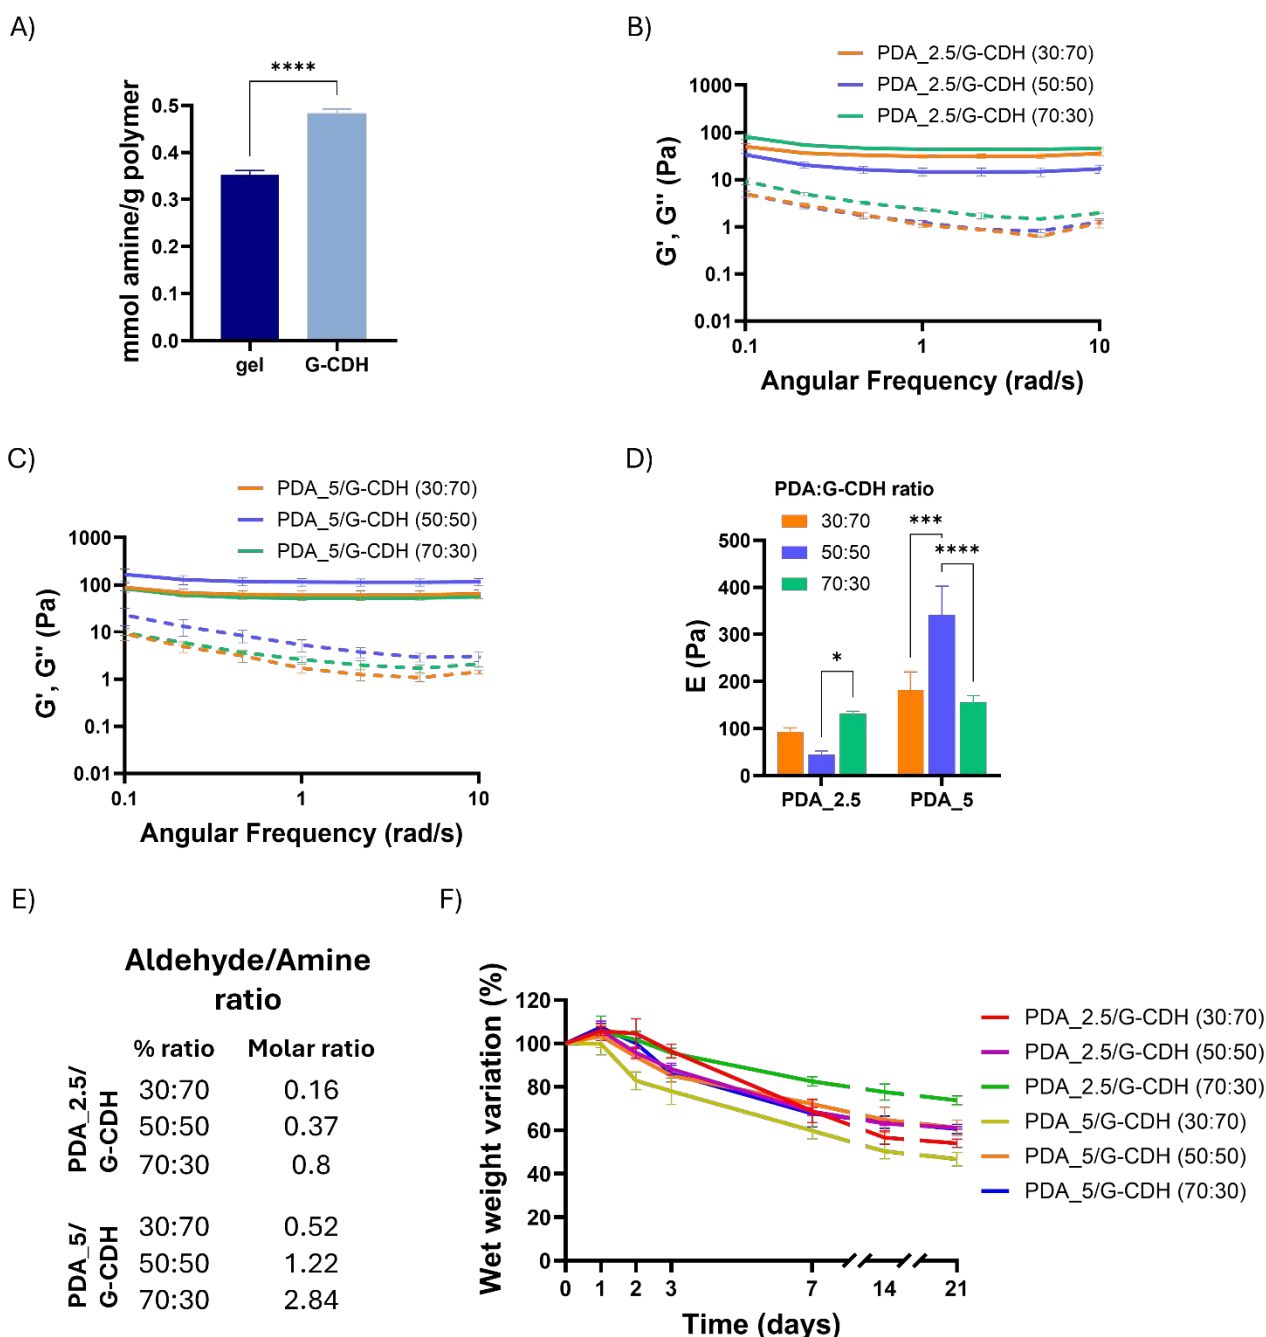 A)
****
mmol amine/g polymer
0.5
0.4
0.3
0.2
0.1
0.0
gel
G-CDH
B)
PDA_2.5/G-CDH (30:70)
PDA_2.5/G-CDH (50:50)
PDA_2.5/G-CDH (70:30)
G', G'' (Pa)
1000
100
10
1
0.1
0.01
0.1
1
10
Angular Frequency (rad/s)
C)
PDA_5/G-CDH (30:70)
PDA_5/G-CDH (50:50)
PDA_5/G-CDH (70:30)
G', G'' (Pa)
1000
100
10
1
0.1
0.01
0.1
1
10
Angular Frequency (rad/s)
D)
PDA:G-CDH ratio
30:70
50:50
70:30
***
****
*
E (Pa)
500
400
300
200
100
0
PDA_2.5
PDA_5
E)
Aldehyde/Amine
ratio
% ratio
Molar ratio
PDA_2.5/
G-CDH
30:70
0.16
50:50
0.37
70:30
0.8
PDA_5/
G-CDH
30:70
0.52
50:50
1.22
70:30
2.84
F)
Wet weight variation (%)
120
100
80
60
40
20
0
0
1
2
3
7
14
21
Time (days)
PDA_2.5/G-CDH (30:70)
PDA_2.5/G-CDH (50:50)
PDA_2.5/G-CDH (70:30)
PDA_5/G-CDH (30:70)
PDA_5/G-CDH (50:50)
PDA_5/G-CDH (70:30)